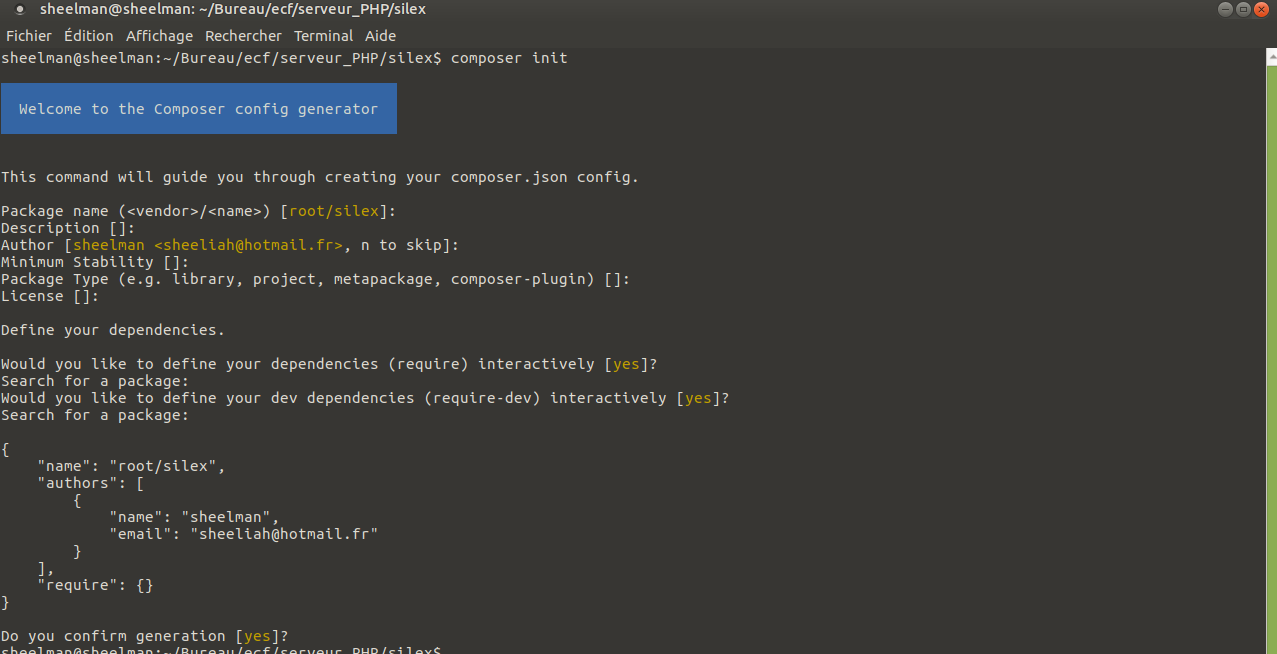 sheelman@sheelman: ~/Bureau/ecf/serveur_PHP/silex
Fichier Édition Affichage Rechercher Terminal Aide
sheelman@sheelman:~/Bureau/ecf/serveur_PHP/silex$ composer init
Welcome to the Composer config generator
This command will guide you through creating your composer.json config.
Package name (<vendor>/<name>) [root/silex]:
Description []:
Author [sheelman <sheeliah@hotmail.fr>, n to skip]:
Minimum Stability []:
Package Type (e.g. library, project, metapackage, composer-plugin) []:
License []:
Define your dependencies.
Would you like to define your dependencies (require) interactively [yes]?
Search for a package:
Would you like to define your dev dependencies (require-dev) interactively [yes]?
Search for a package:
{
    "name": "root/silex",
    "authors": [
        {
            "name": "sheelman",
            "email": "sheeliah@hotmail.fr"
        }
    ],
    "require": {}
}
Do you confirm generation [yes]?
sheelman@sheelman:~/Bureau/ecf/serveur_PHP/silex$